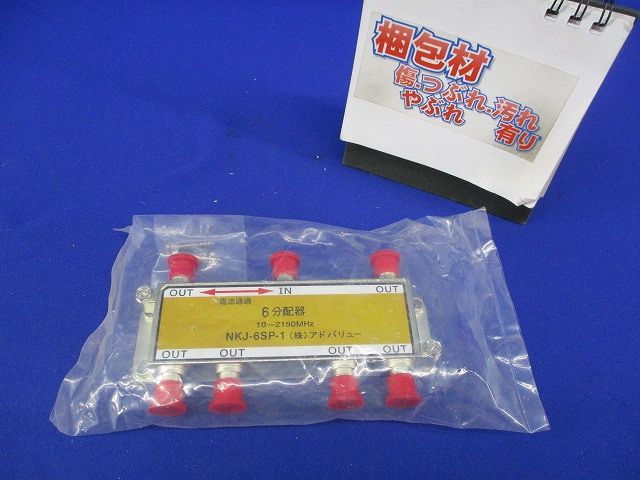 梱包材
傷・つぶれ・汚れ
やぶれ 有り
OUT IN OUT
電流通過
6分配器
10~2150MHz
NKJ-6SP-1 (株)アドバリュー
OUT OUT OUT OUT